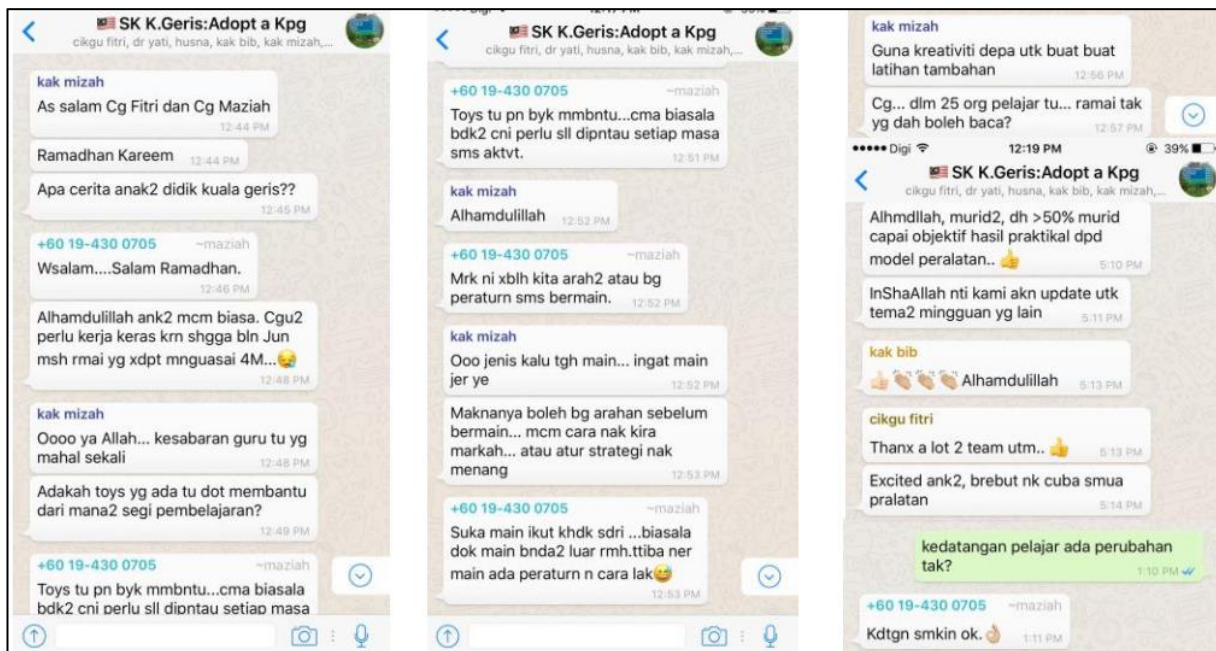 SK K.Geris:Adopt a Kpg
cikgu fitri, dr yati, husna, kak bib, kak mizah,...
kak mizah
As salam Cg Fitri dan Cg Maziah
12:44 PM
Ramadhan Kareem 12:44 PM
Apa cerita anak2 didik kuala geris??
12:45 PM
+60 19-430 0705 ~maziah
Wsalam....Salam Ramadhan.
12:46 PM
Alhamdulillah ank2 mcm biasa. Cgu2
perlu kerja keras krn shgga bln Jun
msh rmai yg xdpt mnguasai 4M...😪
12:48 PM
kak mizah
Oooo ya Allah... kesabaran guru tu yg
mahal sekali 12:48 PM
Adakah toys yg ada tu dot membantu
dari mana2 segi pembelajaran?
12:49 PM
+60 19-430 0705 ~maziah
Toys tu pn byk mmbntu...cma biasala
bdk2 cni perlu sll dipntau setiap masa
SK K.Geris:Adopt a Kpg
cikgu fitri, dr yati, husna, kak bib, kak mizah,...
+60 19-430 0705 ~maziah
Toys tu pn byk mmbntu...cma biasala
bdk2 cni perlu sll dipntau setiap masa
sms aktvt. 12:51 PM
kak mizah
Alhamdulillah 12:52 PM
+60 19-430 0705 ~maziah
Mrk ni xblh kita arah2 atau bg
peraturn sms bermain. 12:52 PM
kak mizah
Ooo jenis kalu tgh main... ingat main
jer ye 12:52 PM
Maknanya boleh bg arahan sebelum
bermain... mcm cara nak kira
markah... atau atur strategi nak
menang 12:53 PM
+60 19-430 0705 ~maziah
Suka main ikut khdk sdri ...biasala
dok main bnda2 luar rmh.ttiba ner
main ada peraturn n cara lak😅
12:53 PM
kak mizah
Guna kreativiti depa utk buat buat
latihan tambahan 12:56 PM
Cg... dlm 25 org pelajar tu... ramai tak
yg dah boleh baca? 12:57 PM
Digi 12:19 PM 39%
SK K.Geris:Adopt a Kpg
cikgu fitri, dr yati, husna, kak bib, kak mizah,...
Alhmdllah, murid2, dh >50% murid
capai objektif hasil praktikal dpd
model peralatan.. 👍 5:10 PM
InShaAllah nti kami akn update utk
tema2 mingguan yg lain 5:11 PM
kak bib
👍🏻👏🏼👏🏼👏🏼 Alhamdulillah 5:13 PM
cikgu fitri
Thanx a lot 2 team utm.. 👍 5:13 PM
Excited ank2, brebut nk cuba smua
pralatan 5:14 PM
kedatangan pelajar ada perubahan
tak? 1:10 PM
+60 19-430 0705 ~maziah
Kdtgn smkin ok.👌🏼 1:11 PM